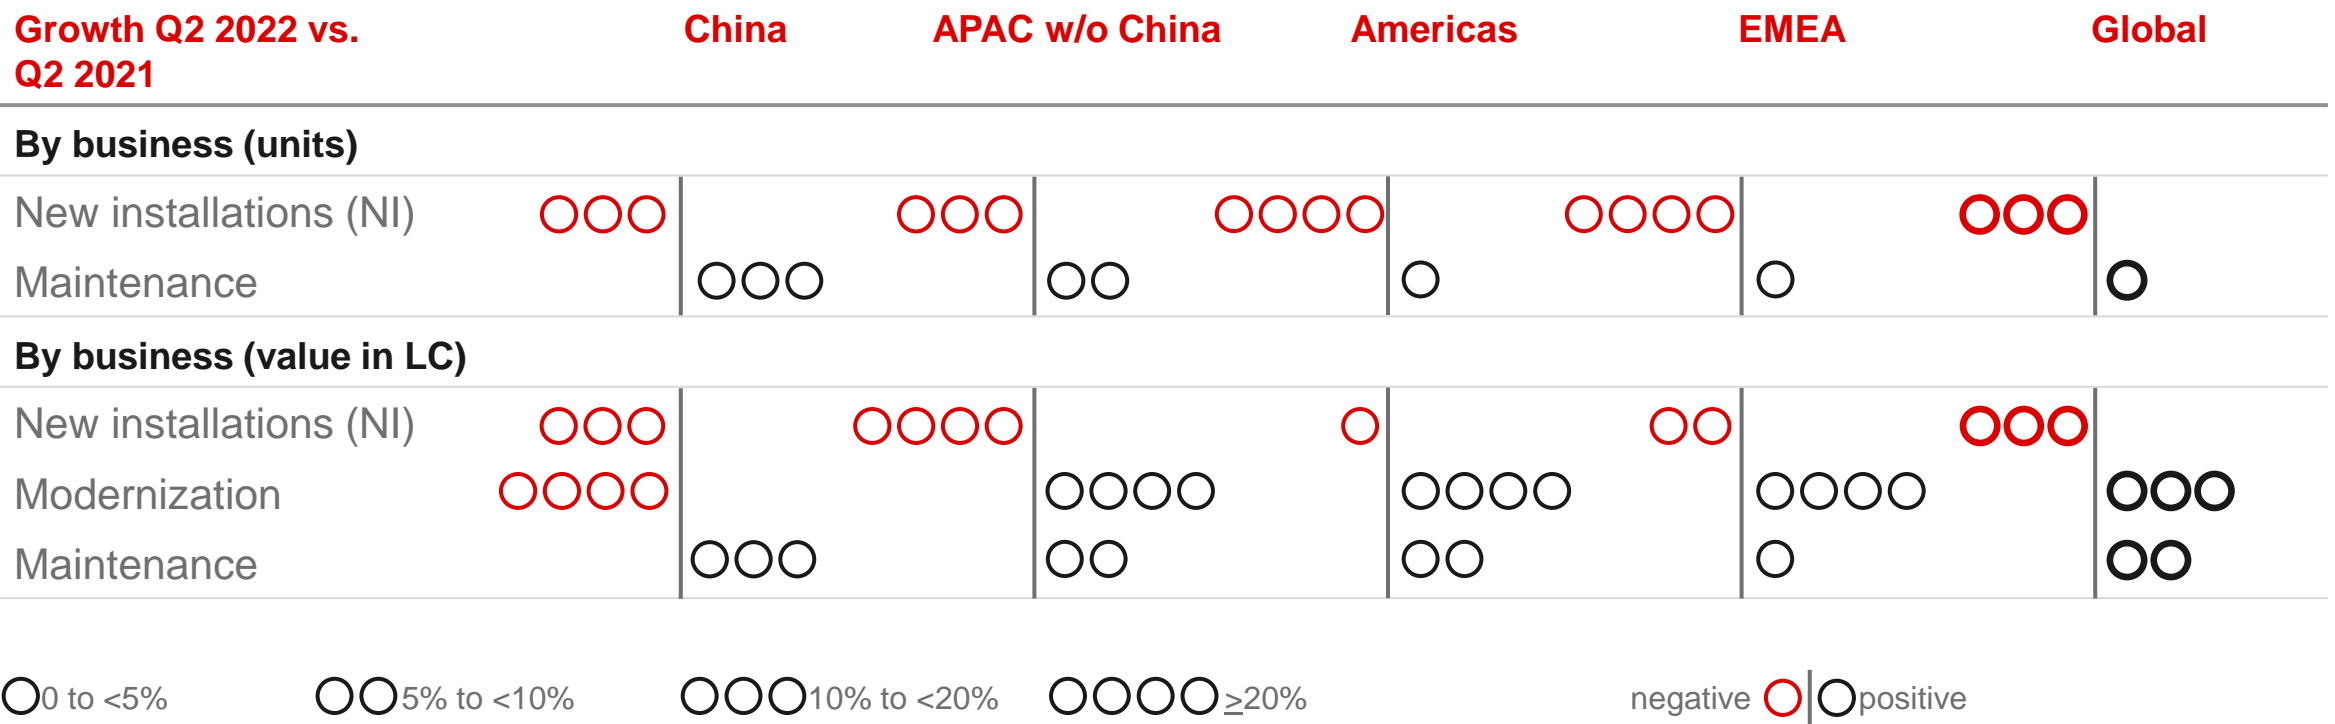 Growth Q2 2022 vs. China APAC w/o China Americas EMEA Global
Q2 2021
By business (units)
New installations (NI)
Maintenance
By business (value in LC)
New installations (NI)
Modernization
Maintenance
0 to <5% 5% to <10% 10% to <20% ≥20% negative positive